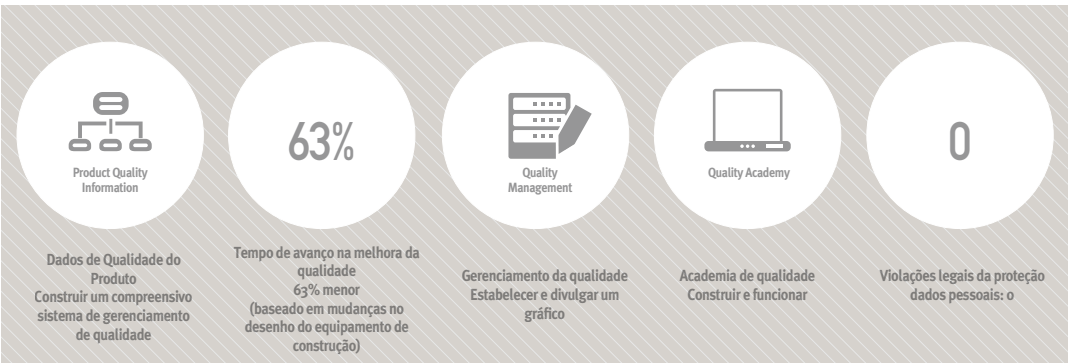 Product Quality
Information
63%
Quality
Management
Quality Academy
0
Dados de Qualidade do
Produto
Construir um compreensivo
sistema de gerenciamento
de qualidade
Tempo de avanço na melhora da
qualidade
63% menor
(baseado em mudanças no
desenho do equipamento de
construção)
Gerenciamento da qualidade
Estabelecer e divulgar um
gráfico
Academia de qualidade
Construir e funcionar
Violações legais da proteção
dados pessoais: 0